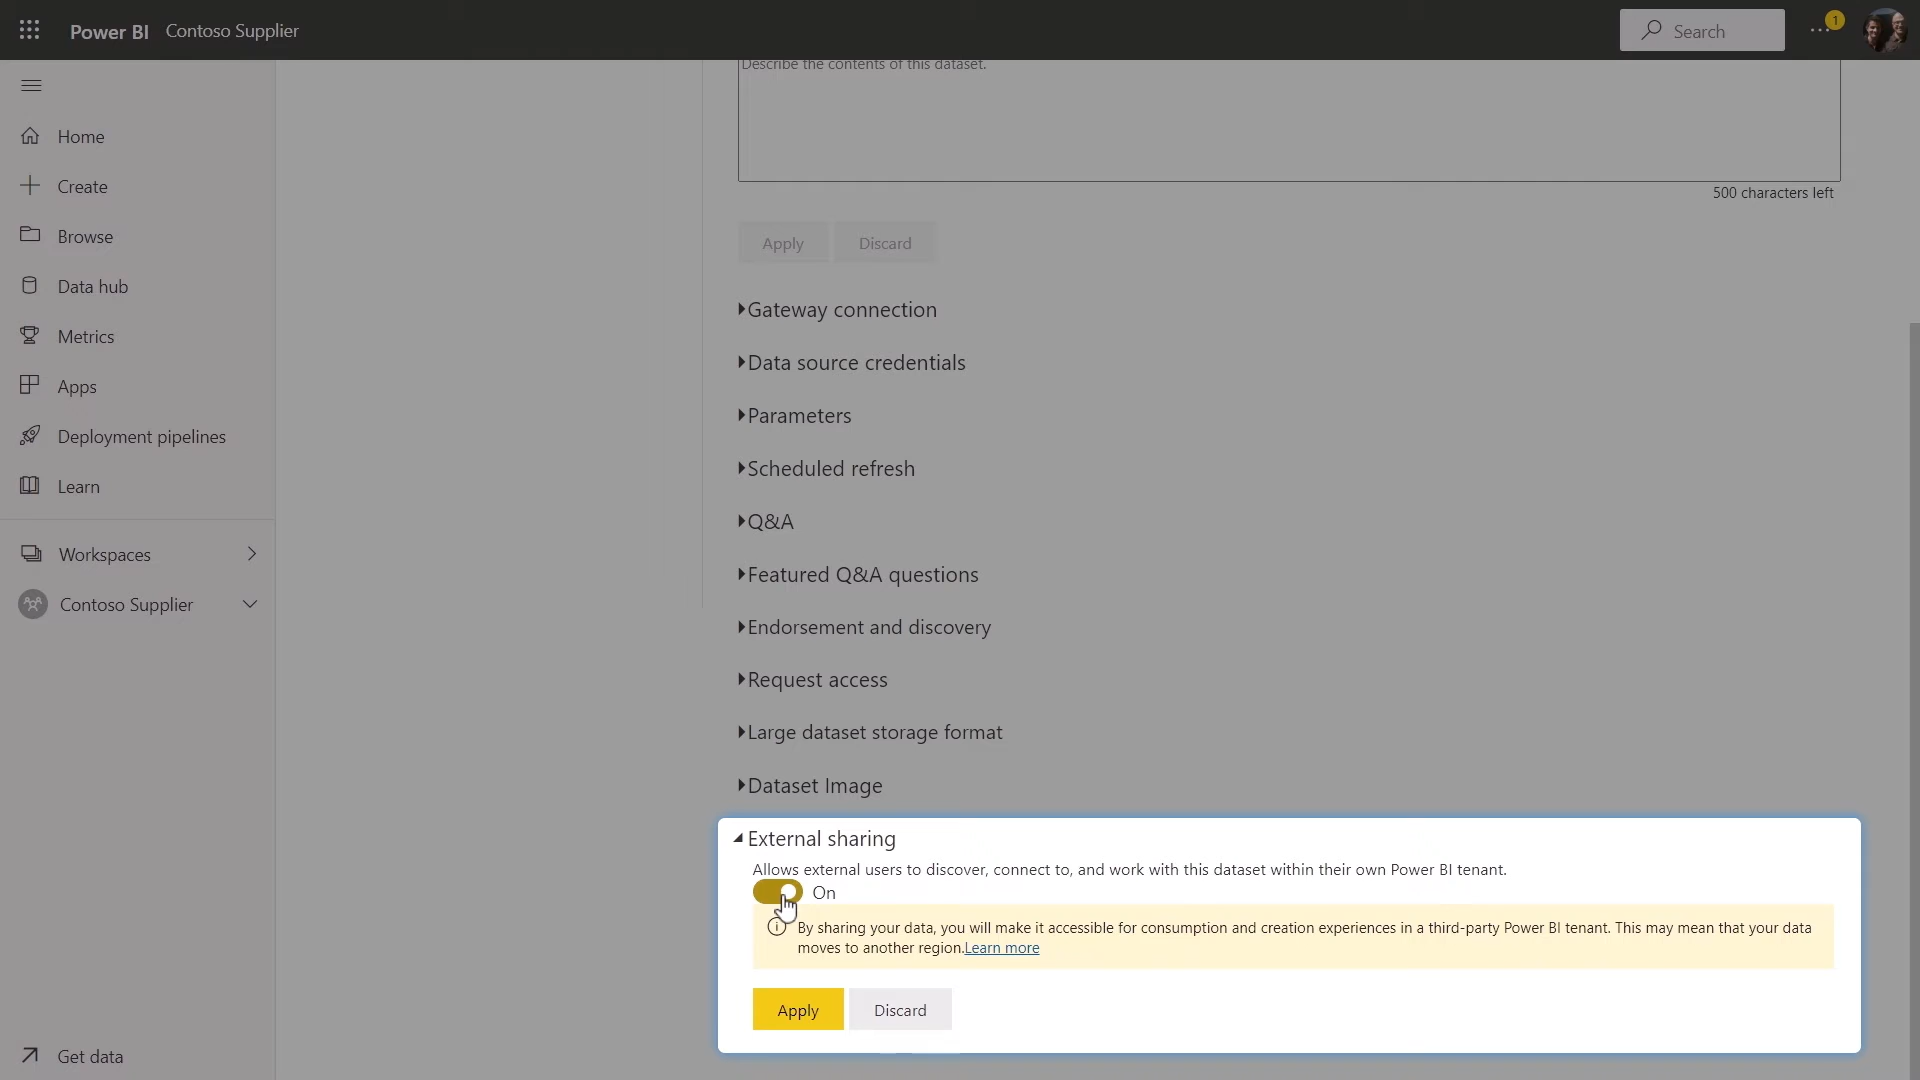 Power BI Contoso Supplier
Search
1
Describe the contents of this dataset.
500 characters left
Apply
Discard
Home
Create
Browse
Data hub
Metrics
Apps
Deployment pipelines
Learn
Workspaces
Contoso Supplier
Get data
Gateway connection
Data source credentials
Parameters
Scheduled refresh
Q&A
Featured Q&A questions
Endorsement and discovery
Request access
Large dataset storage format
Dataset Image
External sharing
Allows external users to discover, connect to, and work with this dataset within their own Power BI tenant.
On
By sharing your data, you will make it accessible for consumption and creation experiences in a third-party Power BI tenant. This may mean that your data
moves to another region.Learn more
Apply
Discard